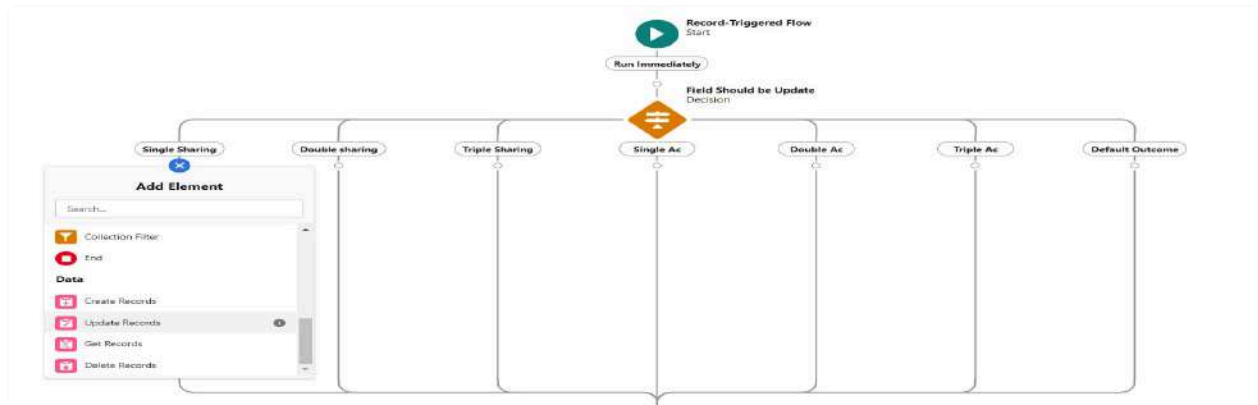 Record-Triggered Flow
Start
Run Immediately
Field Should be Update
Decision
Single Sharing
Double sharing
Triple Sharing
Single Ac
Double Ac
Triple Ac
Default Outcome
Add Element
Search...
Collection Filter
End
Data
Create Records
Update Records
Get Records
Delete Records